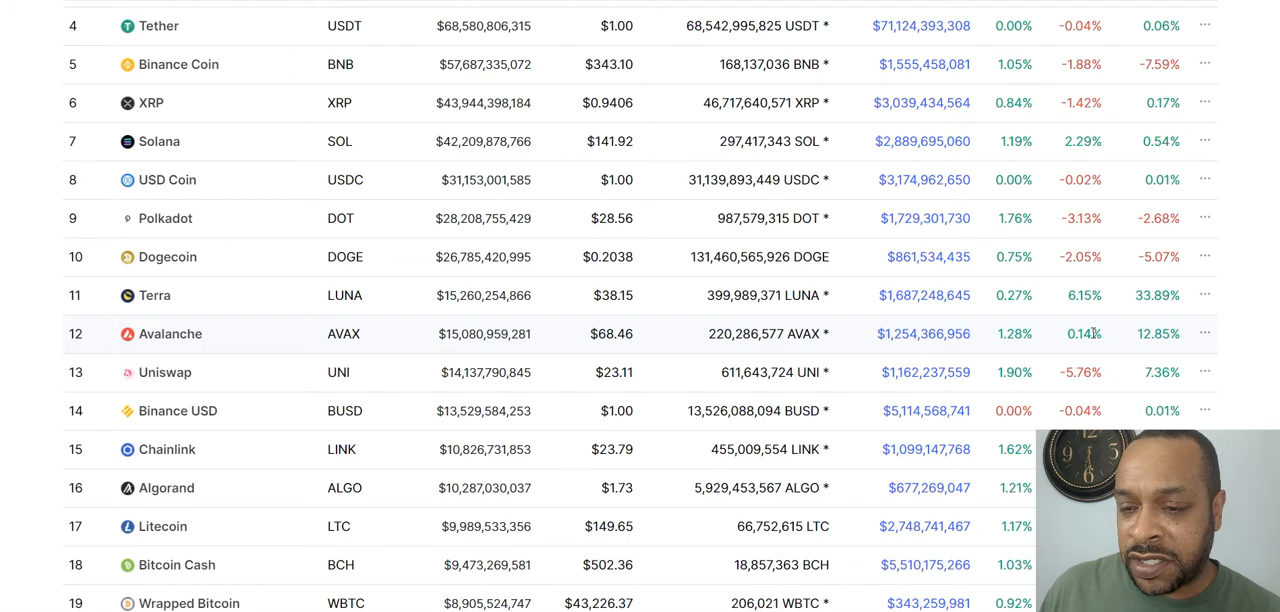 4 Tether USDT $68,580,806,315 $1.00 68,542,995,825 USDT * $71,124,393,308 0.00% -0.04% 0.06% ...
5 Binance Coin BNB $57,687,335,072 $343.10 168,137,036 BNB * $1,555,458,081 1.05% -1.88% -7.59% ...
6 XRP XRP $43,944,398,184 $0.9406 46,717,640,571 XRP * $3,039,434,564 0.84% -1.42% 0.17% ...
7 Solana SOL $42,209,878,766 $141.92 297,417,343 SOL * $2,889,695,060 1.19% 2.29% 0.54% ...
8 USD Coin USDC $31,153,001,585 $1.00 31,139,893,449 USDC * $3,174,962,650 0.00% -0.02% 0.01% ...
9 Polkadot DOT $28,208,755,429 $28.56 987,579,315 DOT * $1,729,301,730 1.76% -3.13% -2.68% ...
10 Dogecoin DOGE $26,785,420,995 $0.2038 131,460,565,926 DOGE $861,534,435 0.75% -2.05% -5.07% ...
11 Terra LUNA $15,260,254,866 $38.15 399,989,371 LUNA * $1,687,248,645 0.27% 6.15% 33.89% ...
12 Avalanche AVAX $15,080,959,281 $68.46 220,286,577 AVAX * $1,254,366,956 1.28% 0.14% 12.85% ...
13 Uniswap UNI $14,137,790,845 $23.11 611,643,724 UNI * $1,162,237,559 1.90% -5.76% 7.36% ...
14 Binance USD BUSD $13,529,584,253 $1.00 13,526,088,094 BUSD * $5,114,568,741 0.00% -0.04% 0.01% ...
15 Chainlink LINK $10,826,731,853 $23.79 455,009,554 LINK * $1,099,147,768 1.62%
16 Algorand ALGO $10,287,030,037 $1.73 5,929,453,567 ALGO * $677,269,047 1.21%
17 Litecoin LTC $9,989,533,356 $149.65 66,752,615 LTC $2,748,741,467 1.17%
18 Bitcoin Cash BCH $9,473,269,581 $502.36 18,857,363 BCH $5,510,175,266 1.03%
19 Wrapped Bitcoin WBTC $8,905,524,747 $43,226.37 206,021 WBTC * $343,259,981 0.92%
12
5
6